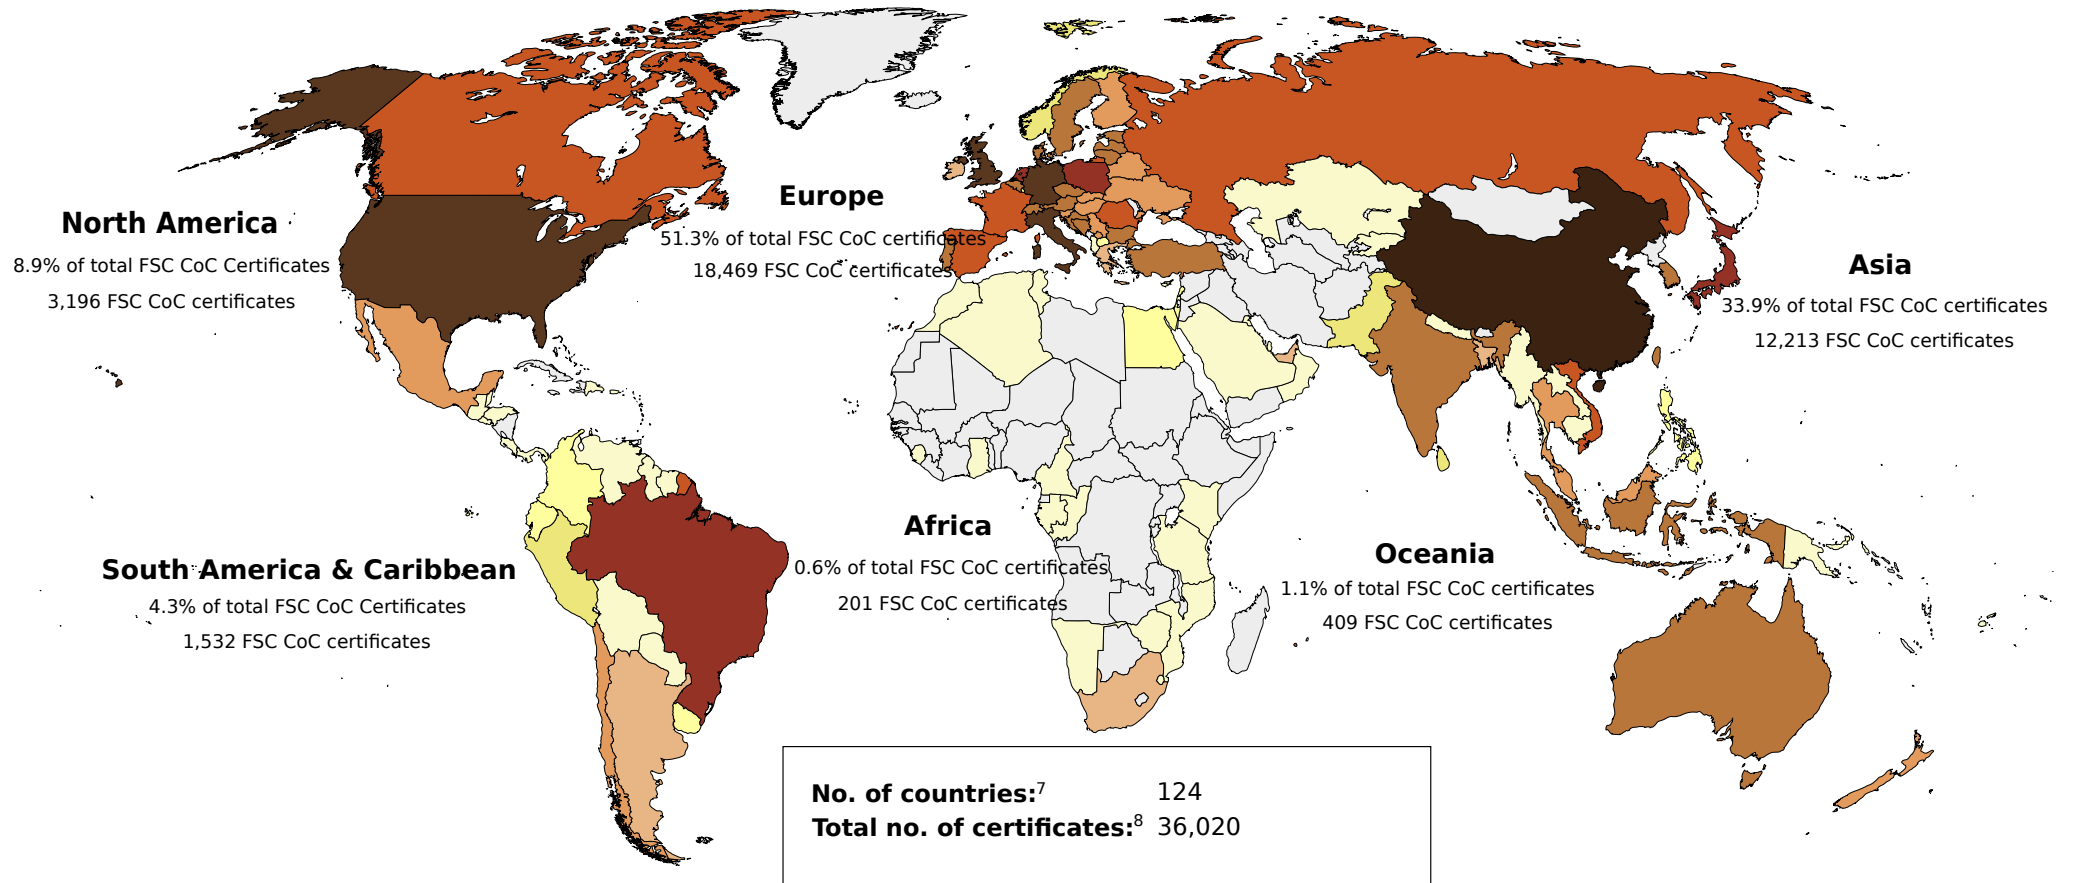 North America
8.9% of total FSC CoC Certificates
3,196 FSC CoC certificates
Europe
51.3% of total FSC CoC certificates
18,469 FSC CoC certificates
Asia
33.9% of total FSC CoC certificates
12,213 FSC CoC certificates
South America & Caribbean
4.3% of total FSC CoC Certificates
1,532 FSC CoC certificates
Africa
0.6% of total FSC CoC certificates
201 FSC CoC certificates
Oceania
1.1% of total FSC CoC certificates
409 FSC CoC certificates
No. of countries:⁷ 124
Total no. of certificates:⁸ 36,020